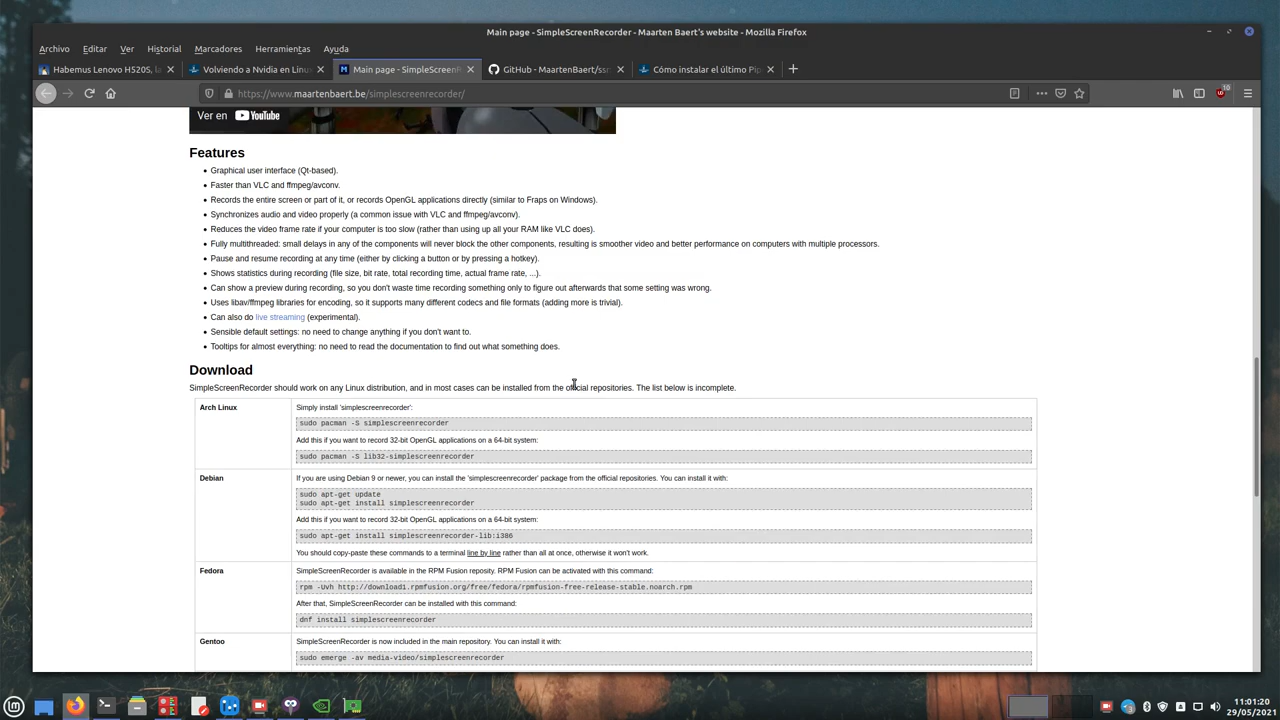 Main page - SimpleScreenRecorder - Maarten Baert's website - Mozilla Firefox
Archivo Editar Ver Historial Marcadores Herramientas Ayuda
Habemus Lenovo H520S, la
Volviendo a Nvidia en Linu
Main page - SimpleScreenR
GitHub - MaartenBaert/ssr
Cómo instalar el último Pip
https://www.maartenbaert.be/simplescreenrecorder/
10
Ver en YouTube
Features
Graphical user interface (Qt-based).
Faster than VLC and ffmpeg/avconv.
Records the entire screen or part of it, or records OpenGL applications directly (similar to Fraps on Windows).
Synchronizes audio and video properly (a common issue with VLC and ffmpeg/avconv).
Reduces the video frame rate if your computer is too slow (rather than using up all your RAM like VLC does).
Fully multithreaded: small delays in any of the components will never block the other components, resulting is smoother video and better performance on computers with multiple processors.
Pause and resume recording at any time (either by clicking a button or by pressing a hotkey).
Shows statistics during recording (file size, bit rate, total recording time, actual frame rate, ...).
Can show a preview during recording, so you don't waste time recording something only to figure out afterwards that some setting was wrong.
Uses libav/ffmpeg libraries for encoding, so it supports many different codecs and file formats (adding more is trivial).
Can also do live streaming (experimental).
Sensible default settings: no need to change anything if you don't want to.
Tooltips for almost everything: no need to read the documentation to find out what something does.
Download
SimpleScreenRecorder should work on any Linux distribution, and in most cases can be installed from the official repositories. The list below is incomplete.
Arch Linux
Simply install 'simplescreenrecorder':
sudo pacman -S simplescreenrecorder
Add this if you want to record 32-bit OpenGL applications on a 64-bit system:
sudo pacman -S lib32-simplescreenrecorder
Debian
If you are using Debian 9 or newer, you can install the 'simplescreenrecorder' package from the official repositories. You can install it with:
sudo apt-get update
sudo apt-get install simplescreenrecorder
Add this if you want to record 32-bit OpenGL applications on a 64-bit system:
sudo apt-get install simplescreenrecorder-lib:i386
You should copy-paste these commands to a terminal line by line rather than all at once, otherwise it won't work.
Fedora
SimpleScreenRecorder is available in the RPM Fusion reposity. RPM Fusion can be activated with this command:
rpm -Uvh http://download1.rpmfusion.org/free/fedora/rpmfusion-free-release-stable.noarch.rpm
After that, SimpleScreenRecorder can be installed with this command:
dnf install simplescreenrecorder
Gentoo
SimpleScreenRecorder is now included in the main repository. You can install it with:
sudo emerge -av media-video/simplescreenrecorder
11:01:20
29/05/2021